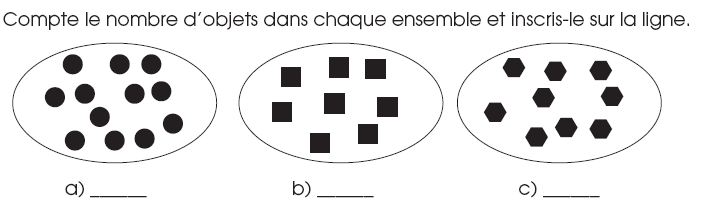 Compte le nombre d'objets dans chaque ensemble et inscris-le sur la ligne.
a) ______ b) ______ c) ______